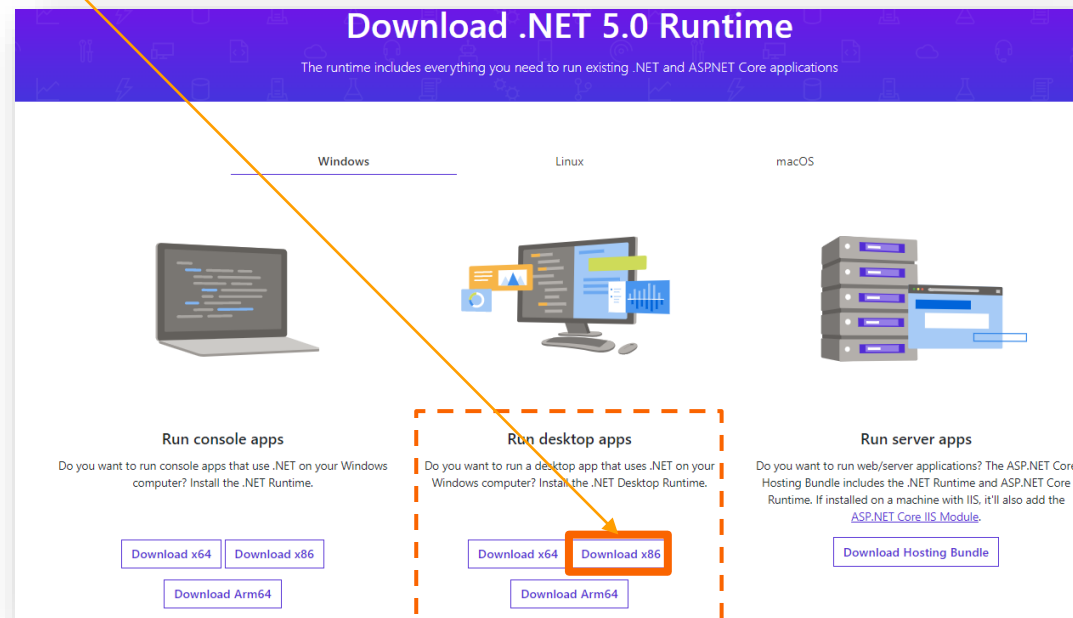 Download .NET 5.0 Runtime
The runtime includes everything you need to run existing .NET and ASP.NET Core applications
Windows
Linux
macOS
Run console apps
Do you want to run console apps that use .NET on your Windows
computer? Install the .NET Runtime.
Download x64
Download x86
Download Arm64
Run desktop apps
Do you want to run a desktop app that uses .NET on your
Windows computer? Install the .NET Desktop Runtime.
Download x64
Download x86
Download Arm64
Run server apps
Do you want to run web/server applications? The ASP.NET Core
Hosting Bundle includes the .NET Runtime and ASP.NET Core
Runtime. If installed on a machine with IIS, it'll also add the
ASP.NET Core IIS Module.
Download Hosting Bundle